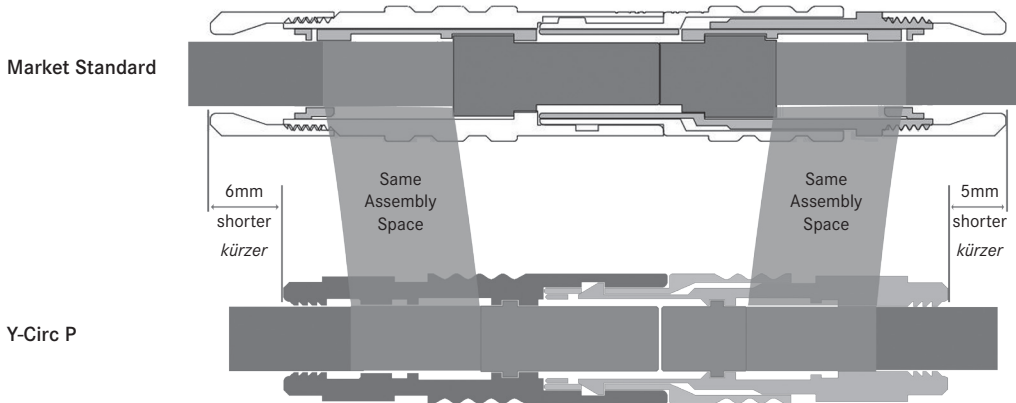 Market Standard
6mm
shorter
kürzer
Same
Assembly
Space
Same
Assembly
Space
5mm
shorter
kürzer
Y-Circ P